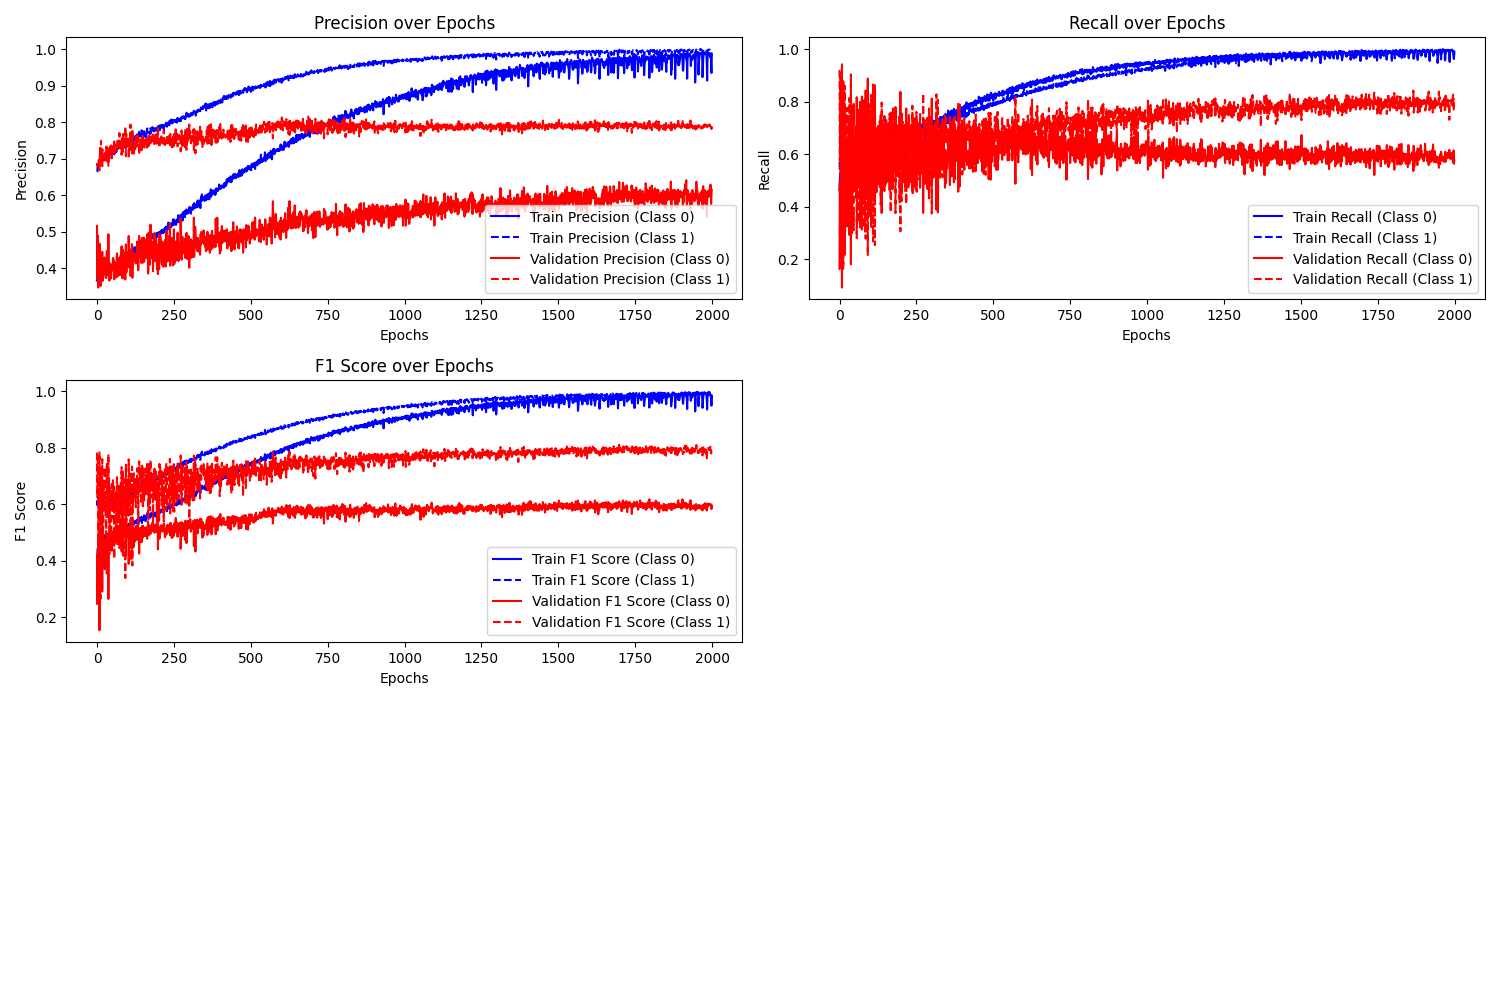 Precision over Epochs
Precision
1.0
0.9
0.8
0.7
0.6
0.5
0.4
0 250 500 750 1000 1250 1500 1750 2000
Epochs
Train Precision (Class 0)
Train Precision (Class 1)
Validation Precision (Class 0)
Validation Precision (Class 1)
Recall over Epochs
Recall
1.0
0.8
0.6
0.4
0.2
0 250 500 750 1000 1250 1500 1750 2000
Epochs
Train Recall (Class 0)
Train Recall (Class 1)
Validation Recall (Class 0)
Validation Recall (Class 1)
F1 Score over Epochs
F1 Score
1.0
0.8
0.6
0.4
0.2
0 250 500 750 1000 1250 1500 1750 2000
Epochs
Train F1 Score (Class 0)
Train F1 Score (Class 1)
Validation F1 Score (Class 0)
Validation F1 Score (Class 1)